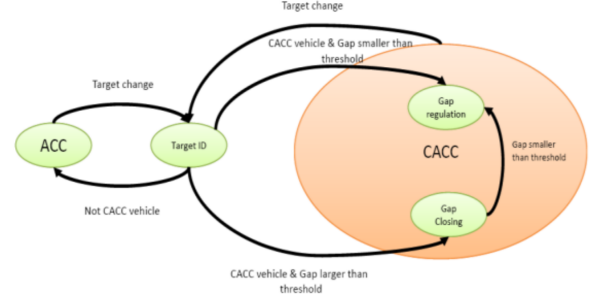 Target change
CACC vehicle & Gap smaller than
threshold
Target change
Gap
regulation
ACC
Target ID
CACC
Gap smaller
than threshold
Not CACC vehicle
Gap
Closing
CACC vehicle & Gap larger than
threshold